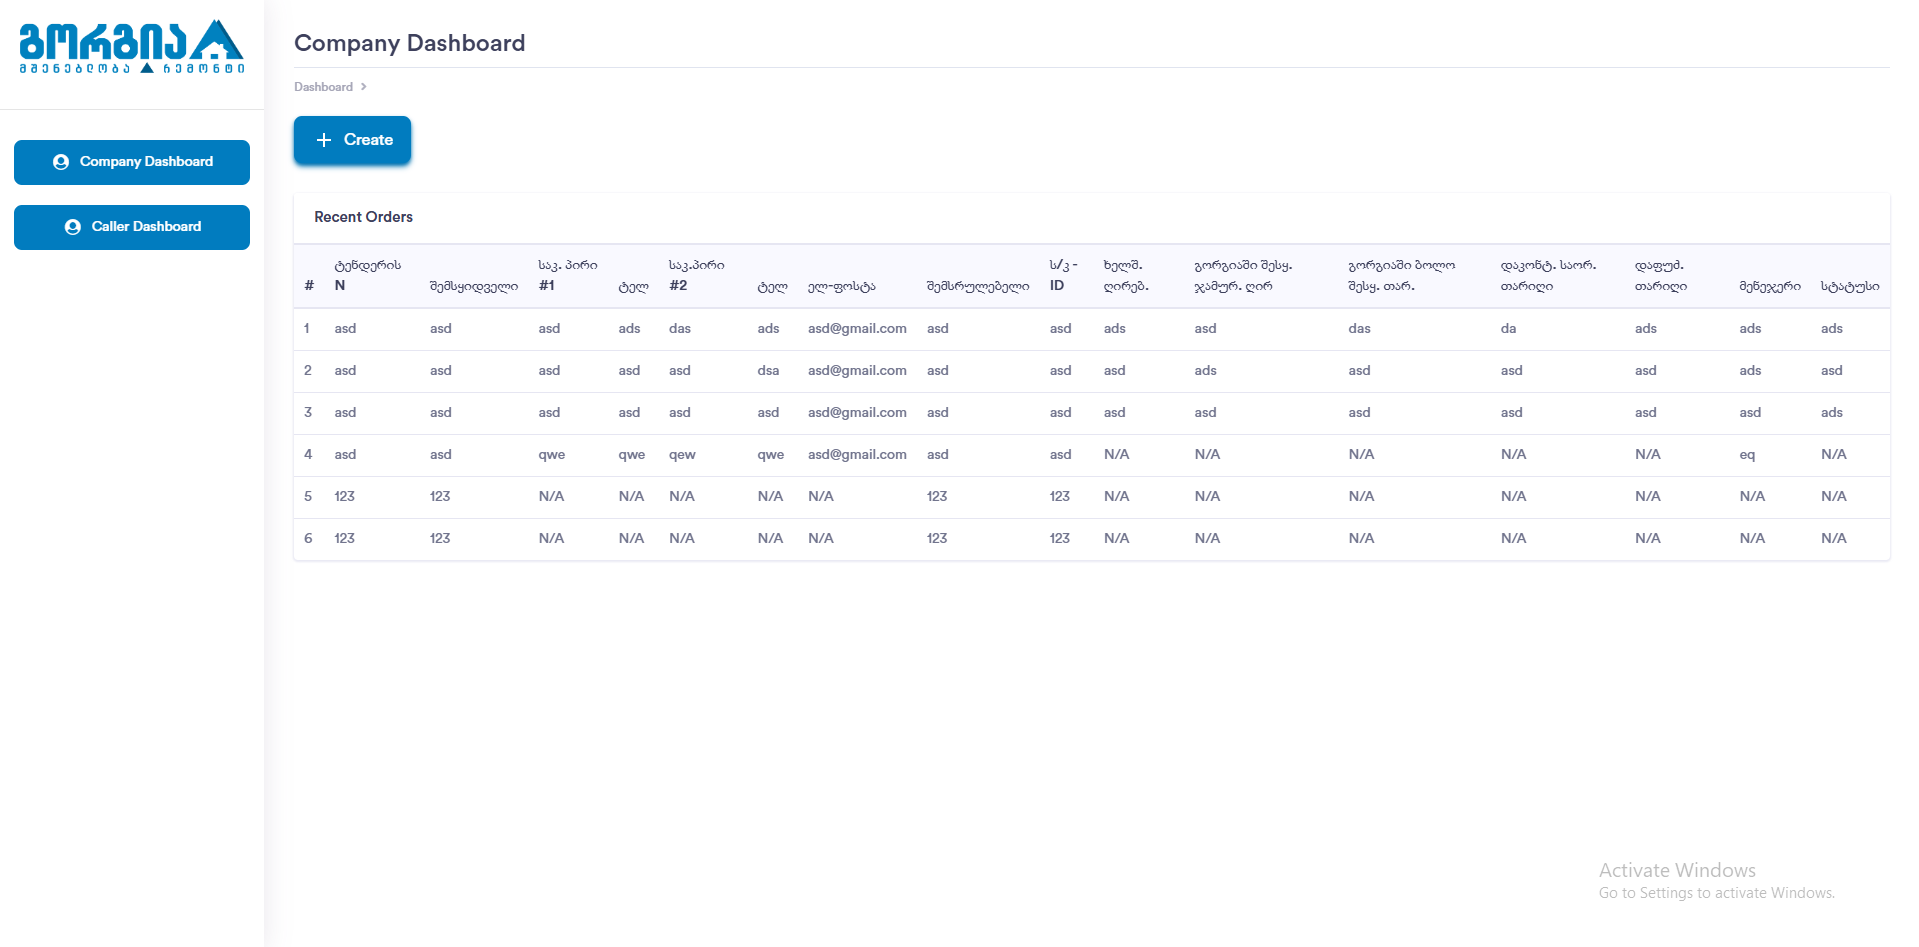 გორგია
მშენებლობა რემონტი
Company Dashboard
Caller Dashboard
Company Dashboard
Dashboard >
+ Create
Recent Orders
# ტენდერის N შემსყიდველი საკ. პირი #1 ტელ საკ.პირი #2 ტელ ელ-ფოსტა შემსრულებელი ს/კ - ID ხელშ. ღირებ. გორგიაში შესყ. ჯამურ. ღირ გორგიაში ბოლო შესყ. თარ. დაკონტ. საორ. თარიღი დაფუძ. თარიღი მენეჯერი სტატუსი
1 asd asd asd ads das ads asd@gmail.com asd asd ads asd das da ads ads ads
2 asd asd asd asd asd dsa asd@gmail.com asd asd asd ads asd asd asd ads asd
3 asd asd asd asd asd asd asd@gmail.com asd asd asd asd asd asd asd asd ads
4 asd asd qwe qwe qew qwe asd@gmail.com asd asd N/A N/A N/A N/A N/A eq N/A
5 123 123 N/A N/A N/A N/A N/A 123 123 N/A N/A N/A N/A N/A N/A N/A
6 123 123 N/A N/A N/A N/A N/A 123 123 N/A N/A N/A N/A N/A N/A N/A
Activate Windows
Go to Settings to activate Windows.